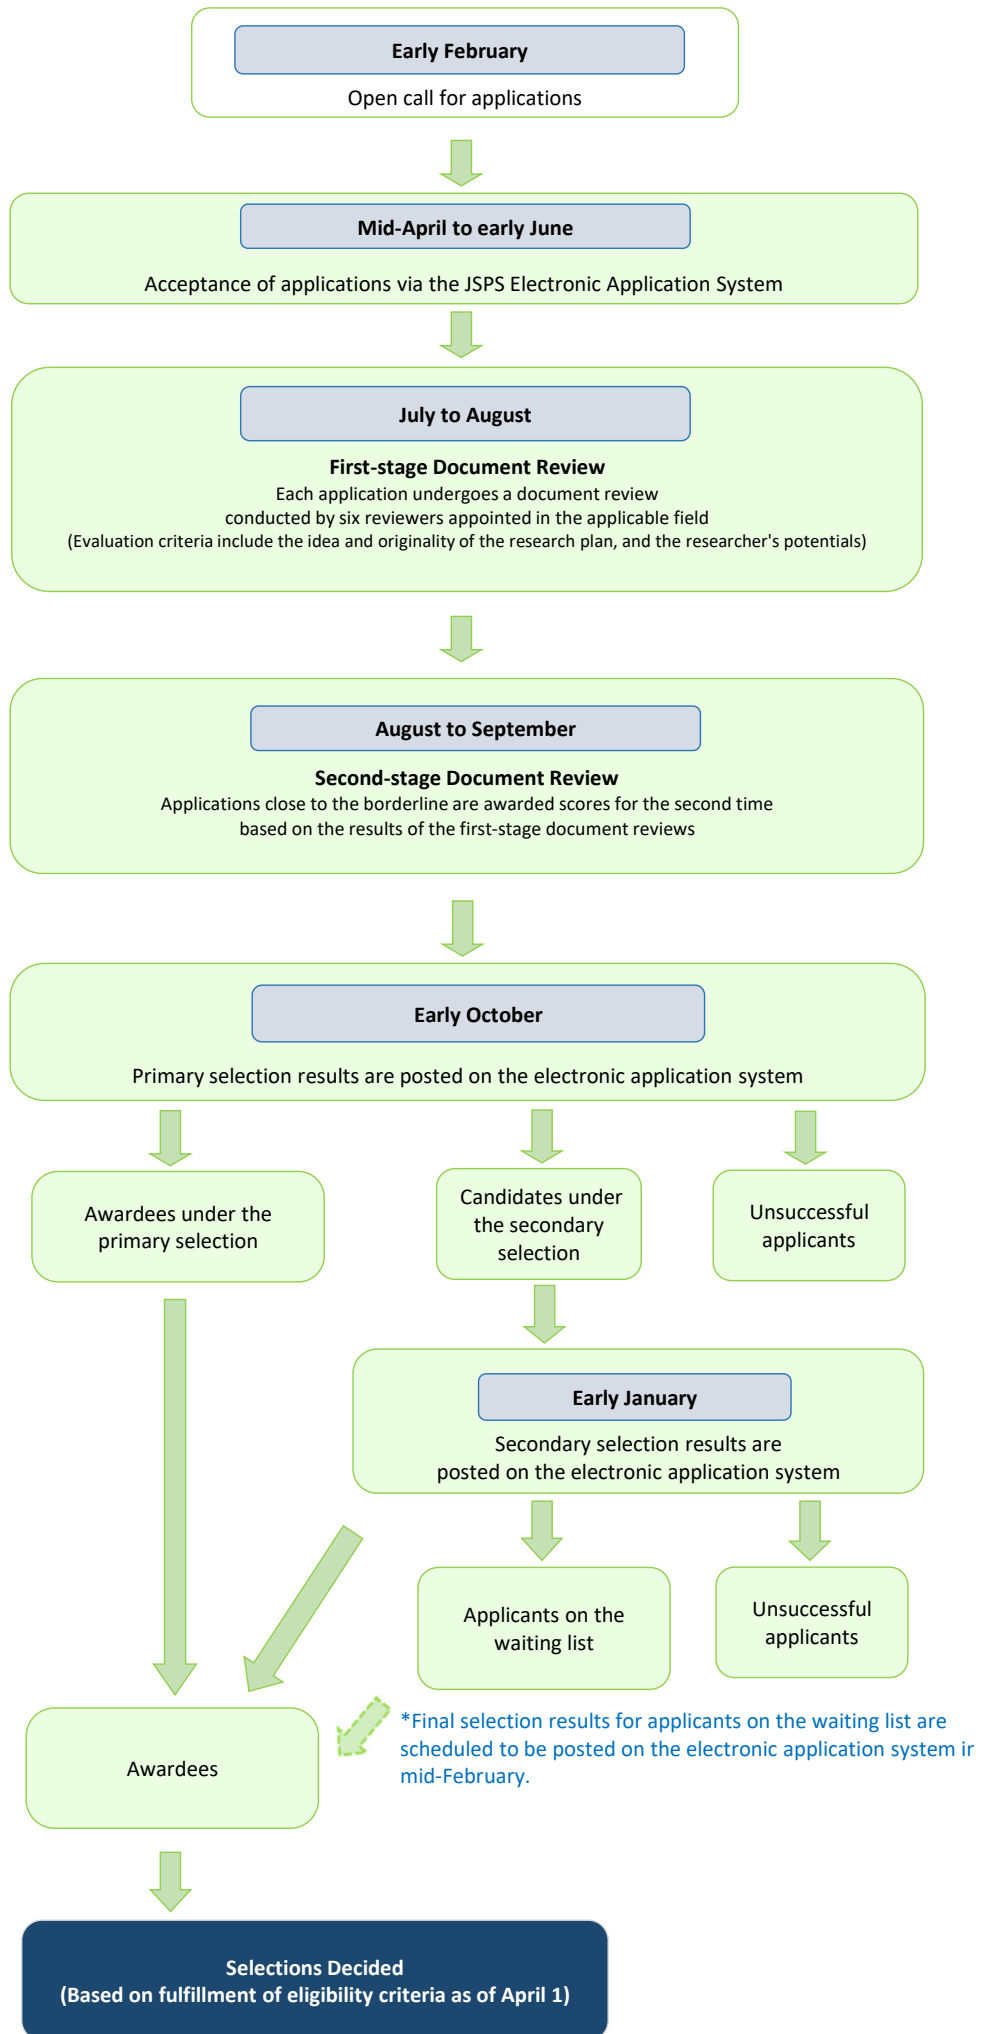 Early February
Open call for applications
Mid-April to early June
Acceptance of applications via the JSPS Electronic Application System
July to August
First-stage Document Review
Each application undergoes a document review
conducted by six reviewers appointed in the applicable field
(Evaluation criteria include the idea and originality of the research plan, and the researcher's potentials)
August to September
Second-stage Document Review
Applications close to the borderline are awarded scores for the second time
based on the results of the first-stage document reviews
Early October
Primary selection results are posted on the electronic application system
Awardees under the
primary selection
Candidates under
the secondary
selection
Unsuccessful
applicants
Early January
Secondary selection results are
posted on the electronic application system
Applicants on the
waiting list
Unsuccessful
applicants
*Final selection results for applicants on the waiting list are
scheduled to be posted on the electronic application system in
mid-February.
Awardees
Selections Decided
(Based on fulfillment of eligibility criteria as of April 1)